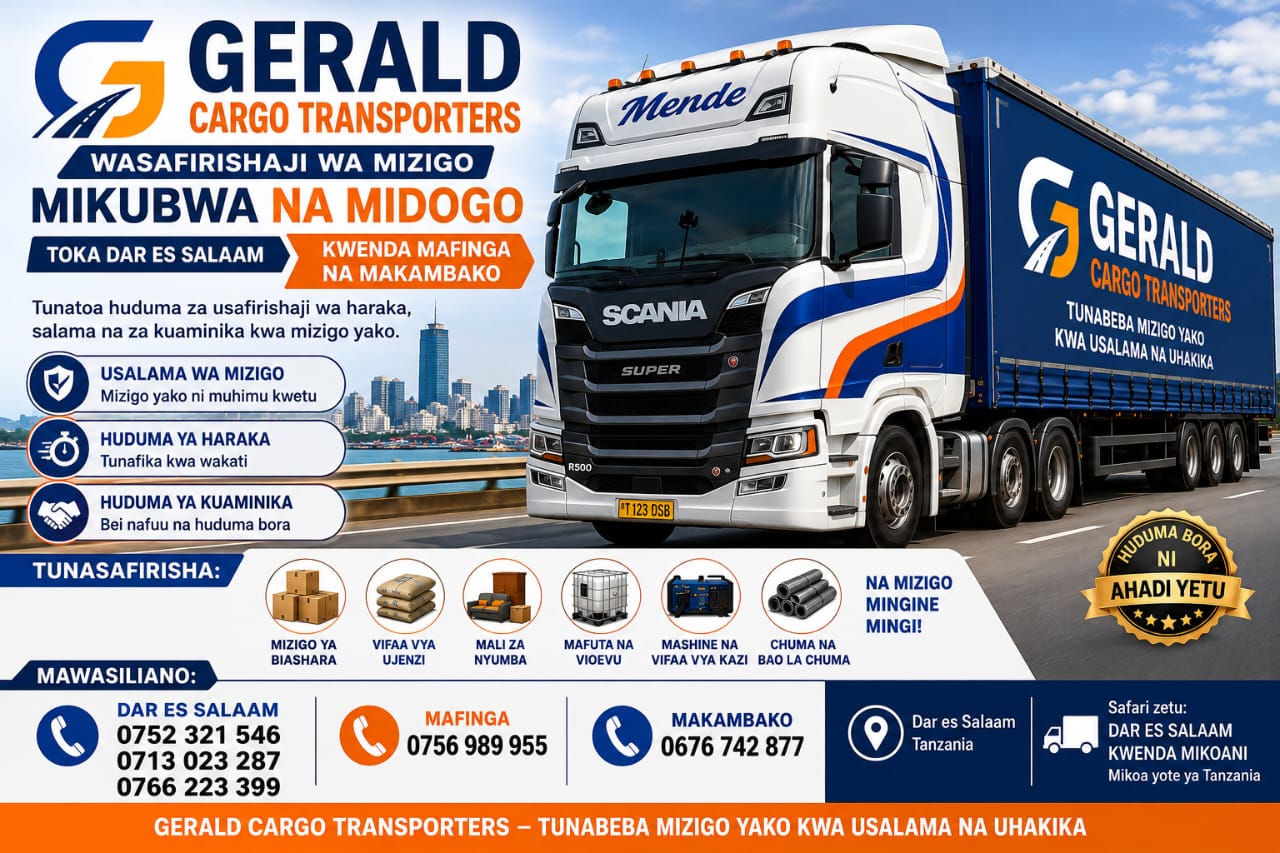 GERALD
CARGO TRANSPORTERS
WASAFIRISHAJI WA MIZIGO
MIKUBWA NA MIDOGO
TOKA DAR ES SALAAM
KWENDA MAFINGA
NA MAKAMBAKO
Tunatoa huduma za usafirishaji wa haraka,
salama na za kuaminika kwa mizigo yako.
USALAMA WA MIZIGO
Mizigo yako ni muhimu kwetu
HUDUMA YA HARAKA
Tunafika kwa wakati
HUDUMA YA KUAMINIKA
Bei nafuu na huduma bora
Mende
SCANIA
SUPER
R500
T 123 DSB
GERALD
CARGO TRANSPORTERS
TUNABEBA MIZIGO YAKO
KWA USALAMA NA UHAKIKA
HUDUMA BORA
NI
AHADI YETU
TUNASAFIRISHA:
MIZIGO YA
BIASHARA
VIFAA VYA
UJENZI
MALI ZA
NYUMBA
MAFUTA NA
VIOEVU
MASHINE NA
VIFAA VYA KAZI
CHUMA NA
BAO LA CHUMA
NA MIZIGO
MINGINE
MINGI!
MAWASILIANO:
DAR ES SALAAM
0752 321 546
0713 023 287
0766 223 399
MAFINGA
0756 989 955
MAKAMBAKO
0676 742 877
Dar es Salaam
Tanzania
Safari zetu:
DAR ES SALAAM
KWENDA MIKOANI
Mikoa yote ya Tanzania
GERALD CARGO TRANSPORTERS – TUNABEBA MIZIGO YAKO KWA USALAMA NA UHAKIKA